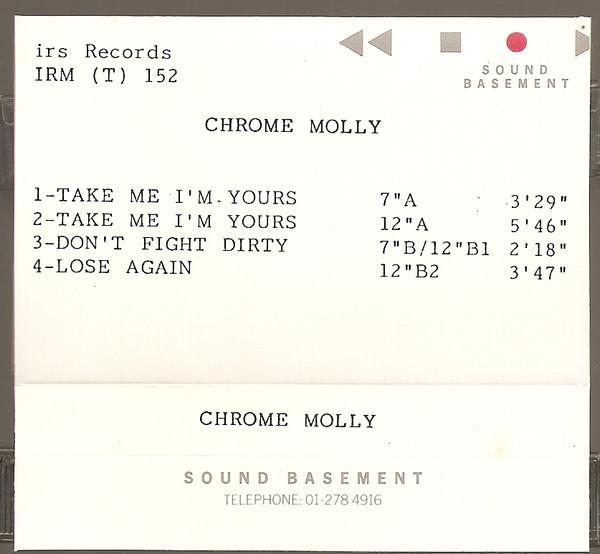 irs Records
IRM (T) 152
SOUND
BASEMENT
CHROME MOLLY
1-TAKE ME I'M YOURS 7"A 3'29"
2-TAKE ME I'M YOURS 12"A 5'46"
3-DON'T FIGHT DIRTY 7"B/12"B1 2'18"
4-LOSE AGAIN 12"B2 3'47"
CHROME MOLLY
SOUND BASEMENT
TELEPHONE: 01-278 4916